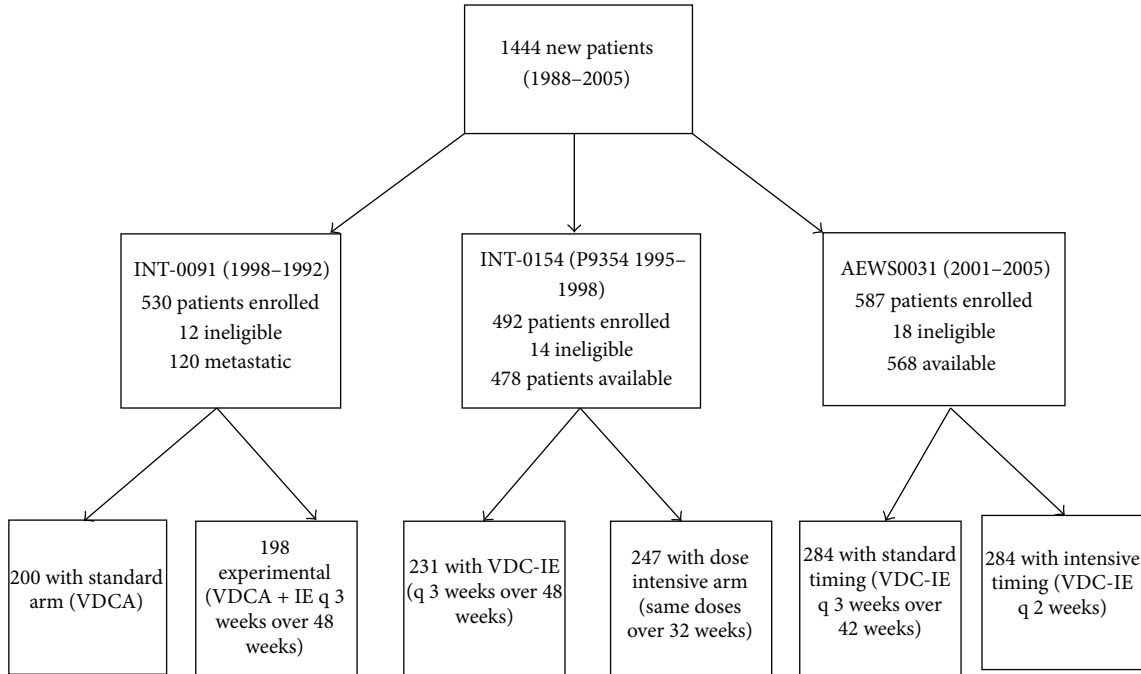 1444 new patients
(1988–2005)
INT-0091 (1998–1992)
530 patients enrolled
12 ineligible
120 metastatic
INT-0154 (P9354 1995–
1998)
492 patients enrolled
14 ineligible
478 patients available
AEWS0031 (2001–2005)
587 patients enrolled
18 ineligible
568 available
200 with standard
arm (VDCA)
198
experimental
(VDCA + IE q 3
weeks over 48
weeks)
231 with VDC-IE
(q 3 weeks over 48
weeks)
247 with dose
intensive arm
(same doses
over 32 weeks)
284 with standard
timing (VDC-IE
q 3 weeks over
42 weeks)
284 with intensive
timing (VDC-IE
q 2 weeks)